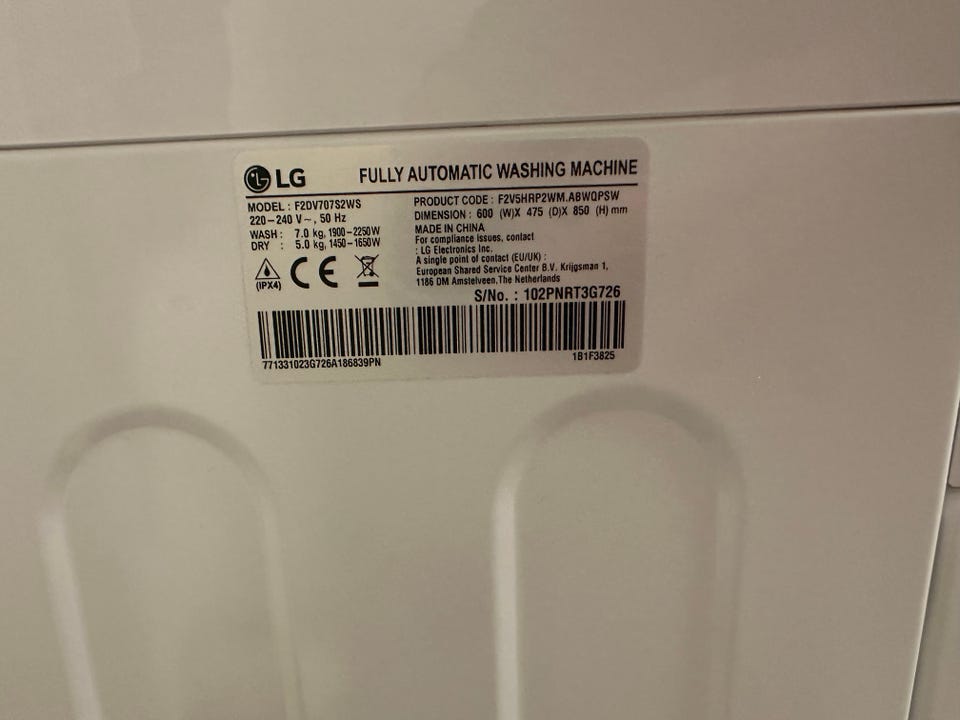 LG FULLY AUTOMATIC WASHING MACHINE
MODEL : F2DV707S2WS
220-240 V~, 50 Hz
WASH : 7.0 kg, 1900-2250W
DRY : 5.0 kg, 1450-1650W
(IPX4)
CE
PRODUCT CODE : F2V5HRP2WM.ABWQPSW
DIMENSION : 600 (W)X 475 (D)X 850 (H) mm
MADE IN CHINA
For compliance issues, contact
: LG Electronics Inc.
A single point of contact (EU/UK) :
European Shared Service Center B.V. Krijgsman 1,
1186 DM Amstelveen,The Netherlands
S/No. : 102PNRT3G726
771331023G726A186839PN
1B1F3825